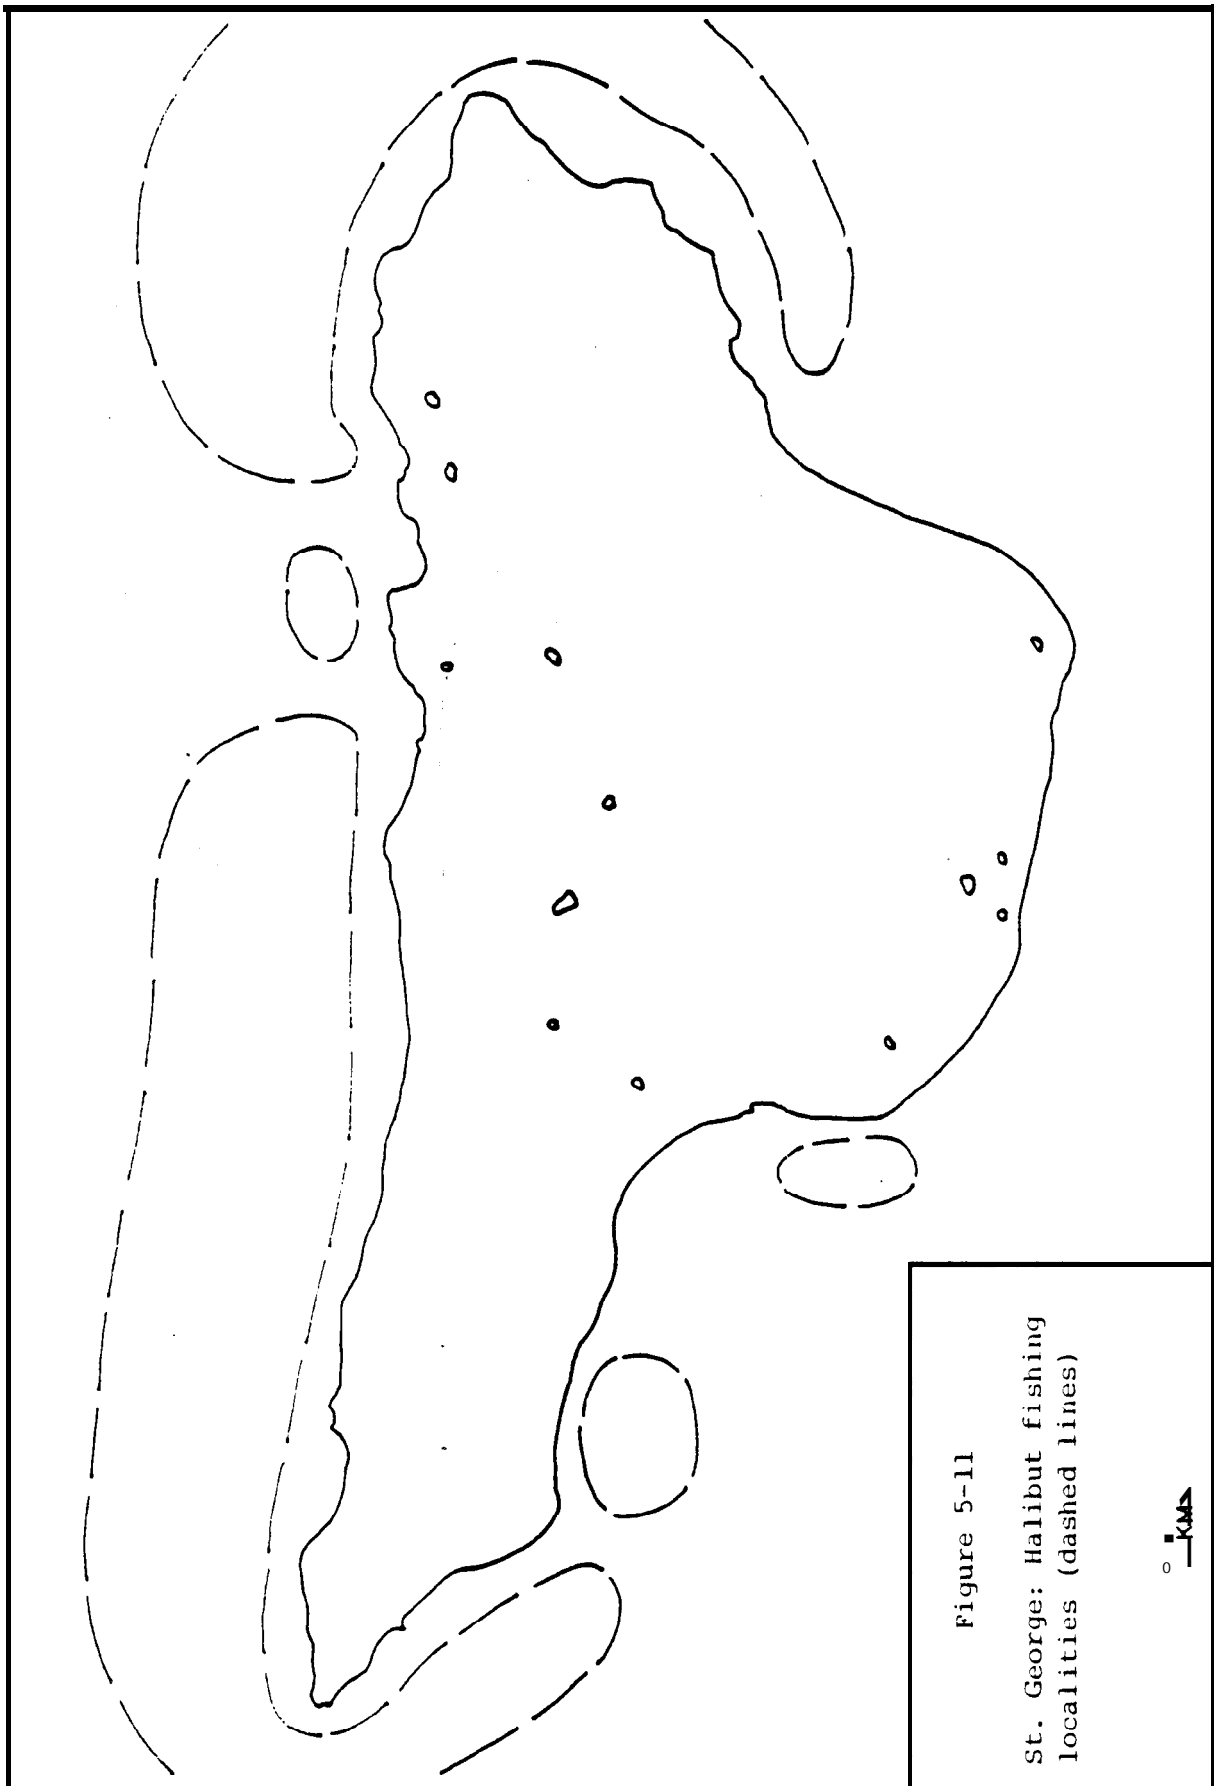 Figure 5-11
St. George: Halibut fishing
localities (dashed lines)
0
KM